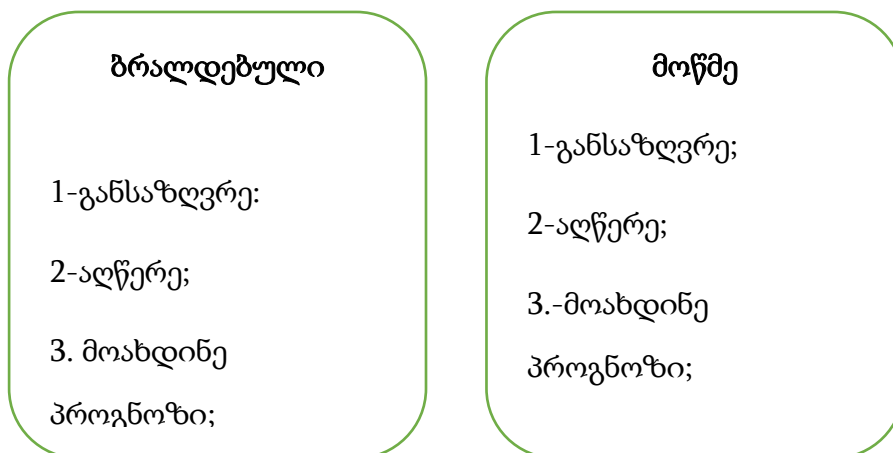 ბრალდებული
1-განსაზღვრე:
2-აღწერე;
3. მოახდინე
პროგნოზი;
მოწმე
1-განსაზღვრე;
2-აღწერე;
3.-მოახდინე
პროგნოზი;